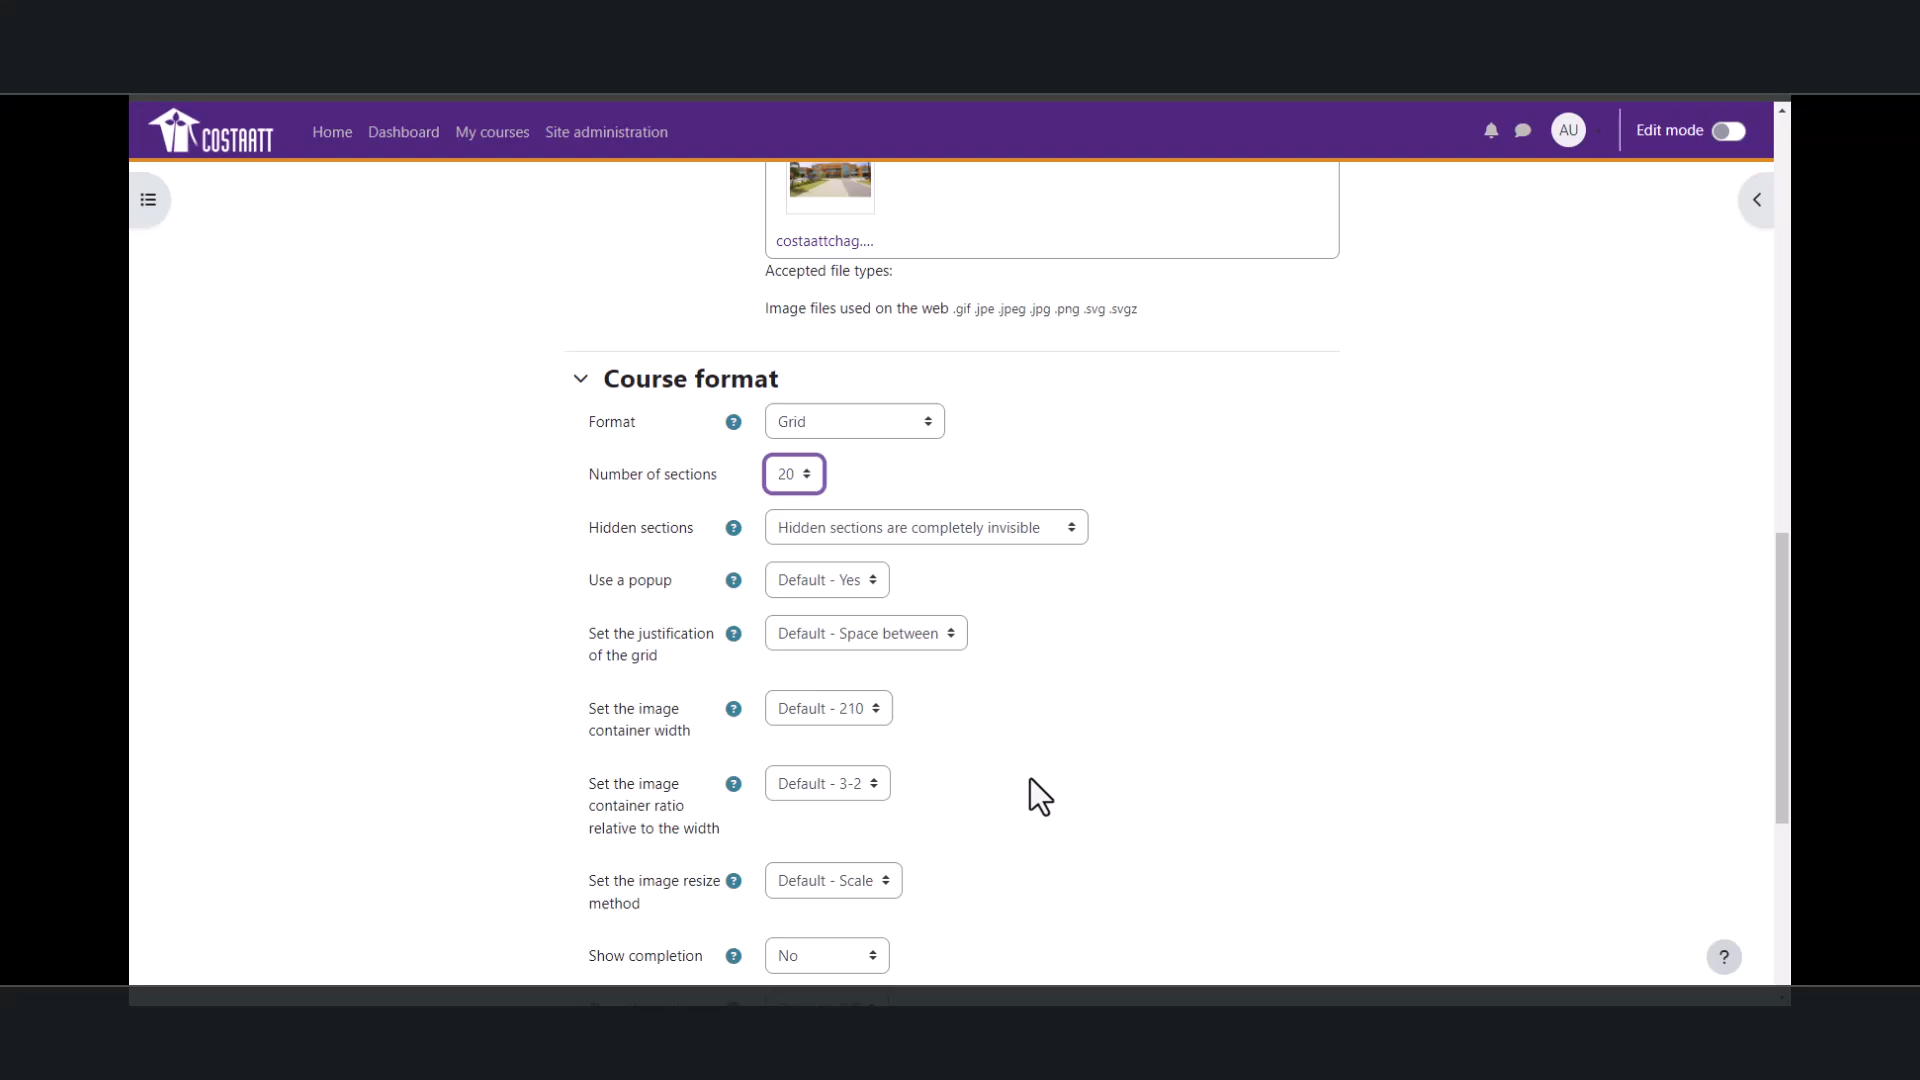 COSTAATT
Home Dashboard My courses Site administration
AU
Edit mode
costaattchag....
Accepted file types:
Image files used on the web .gif .jpe .jpeg .jpg .png .svg .svgz
Course format
Format ? Grid
Number of sections 20
Hidden sections ? Hidden sections are completely invisible
Use a popup ? Default - Yes
Set the justification ? Default - Space between
of the grid
Set the image ? Default - 210
container width
Set the image ? Default - 3-2
container ratio
relative to the width
Set the image resize ? Default - Scale
method
Show completion ? No
?